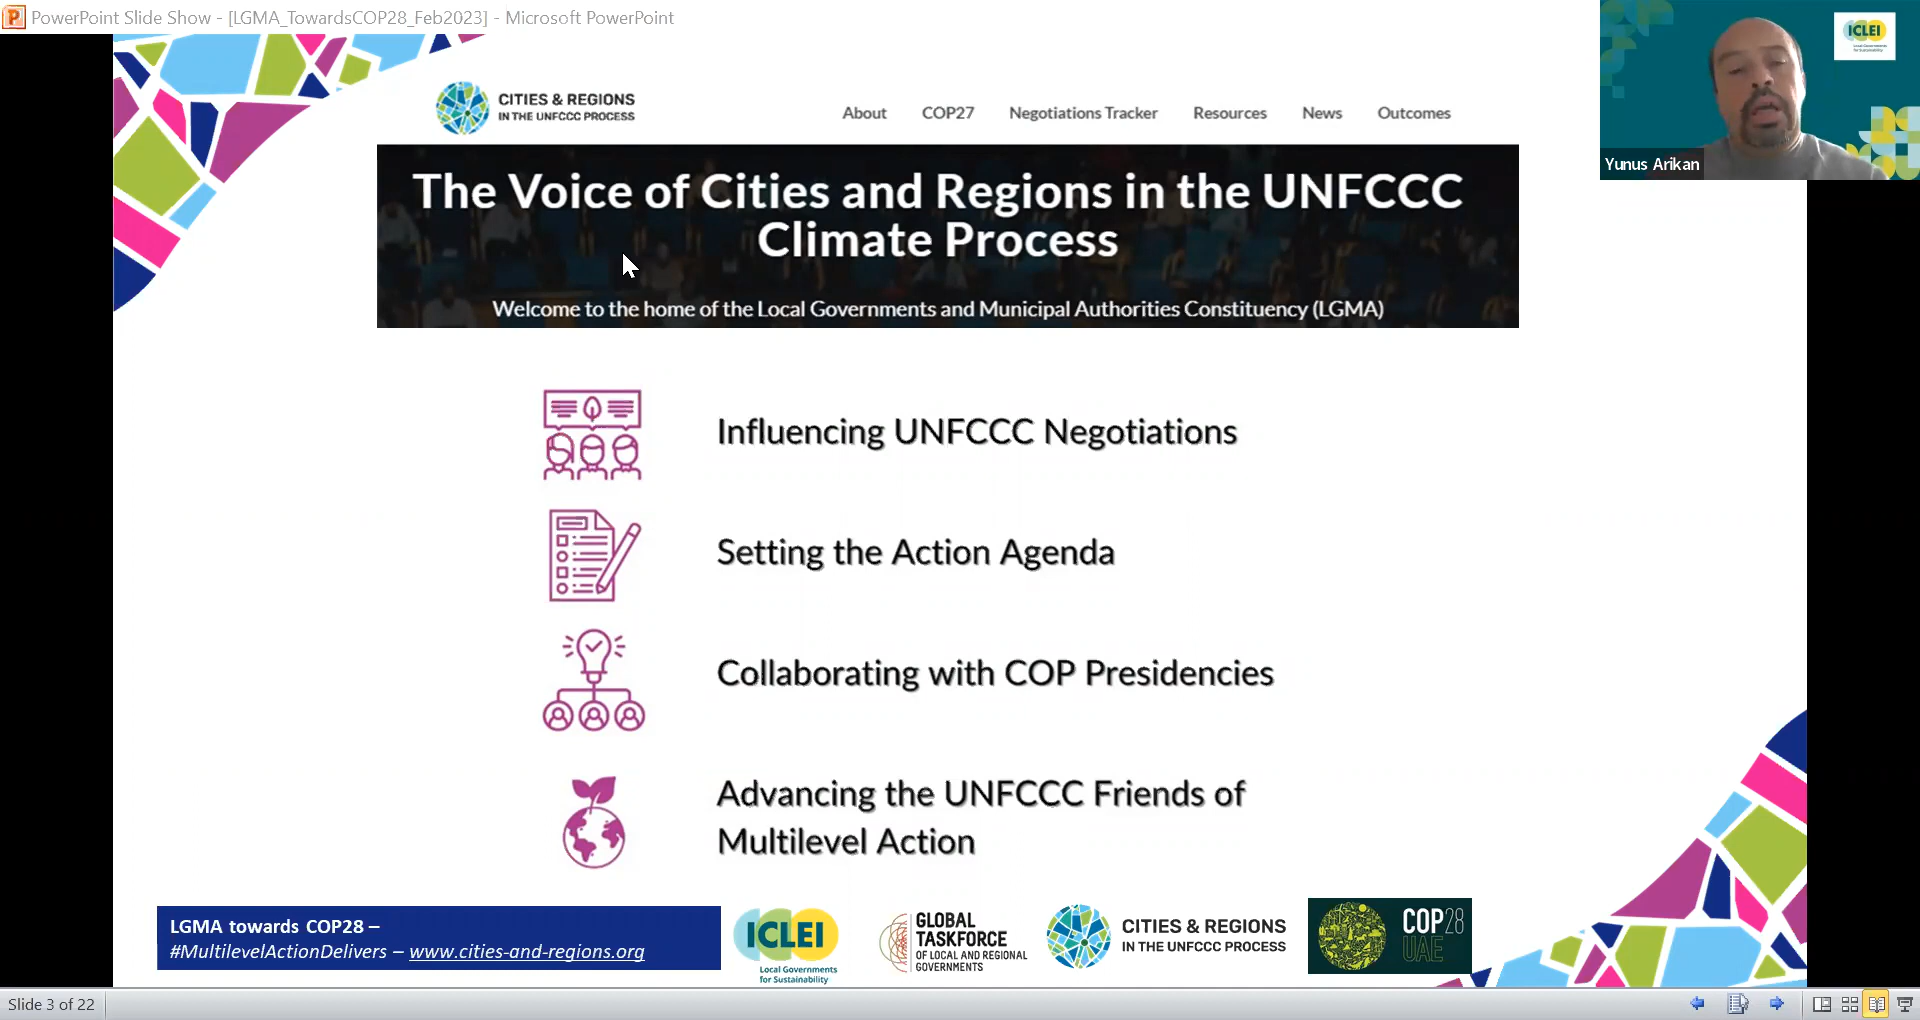 PowerPoint Slide Show - [LGMA_TowardsCOP28_Feb2023] - Microsoft PowerPoint
ICLEI
Local Governments
for Sustainability
Yunus Arikan
CITIES & REGIONS
IN THE UNFCCC PROCESS
About COP27 Negotiations Tracker Resources News Outcomes
The Voice of Cities and Regions in the UNFCCC
Climate Process
Welcome to the home of the Local Governments and Municipal Authorities Constituency (LGMA)
Influencing UNFCCC Negotiations
Setting the Action Agenda
Collaborating with COP Presidencies
Advancing the UNFCCC Friends of
Multilevel Action
LGMA towards COP28 –
#MultilevelActionDelivers – www.cities-and-regions.org
ICLEI
Local Governments
for Sustainability
GLOBAL
TASKFORCE
OF LOCAL AND REGIONAL
GOVERNMENTS
CITIES & REGIONS
IN THE UNFCCC PROCESS
COP28
UAE
Slide 3 of 22